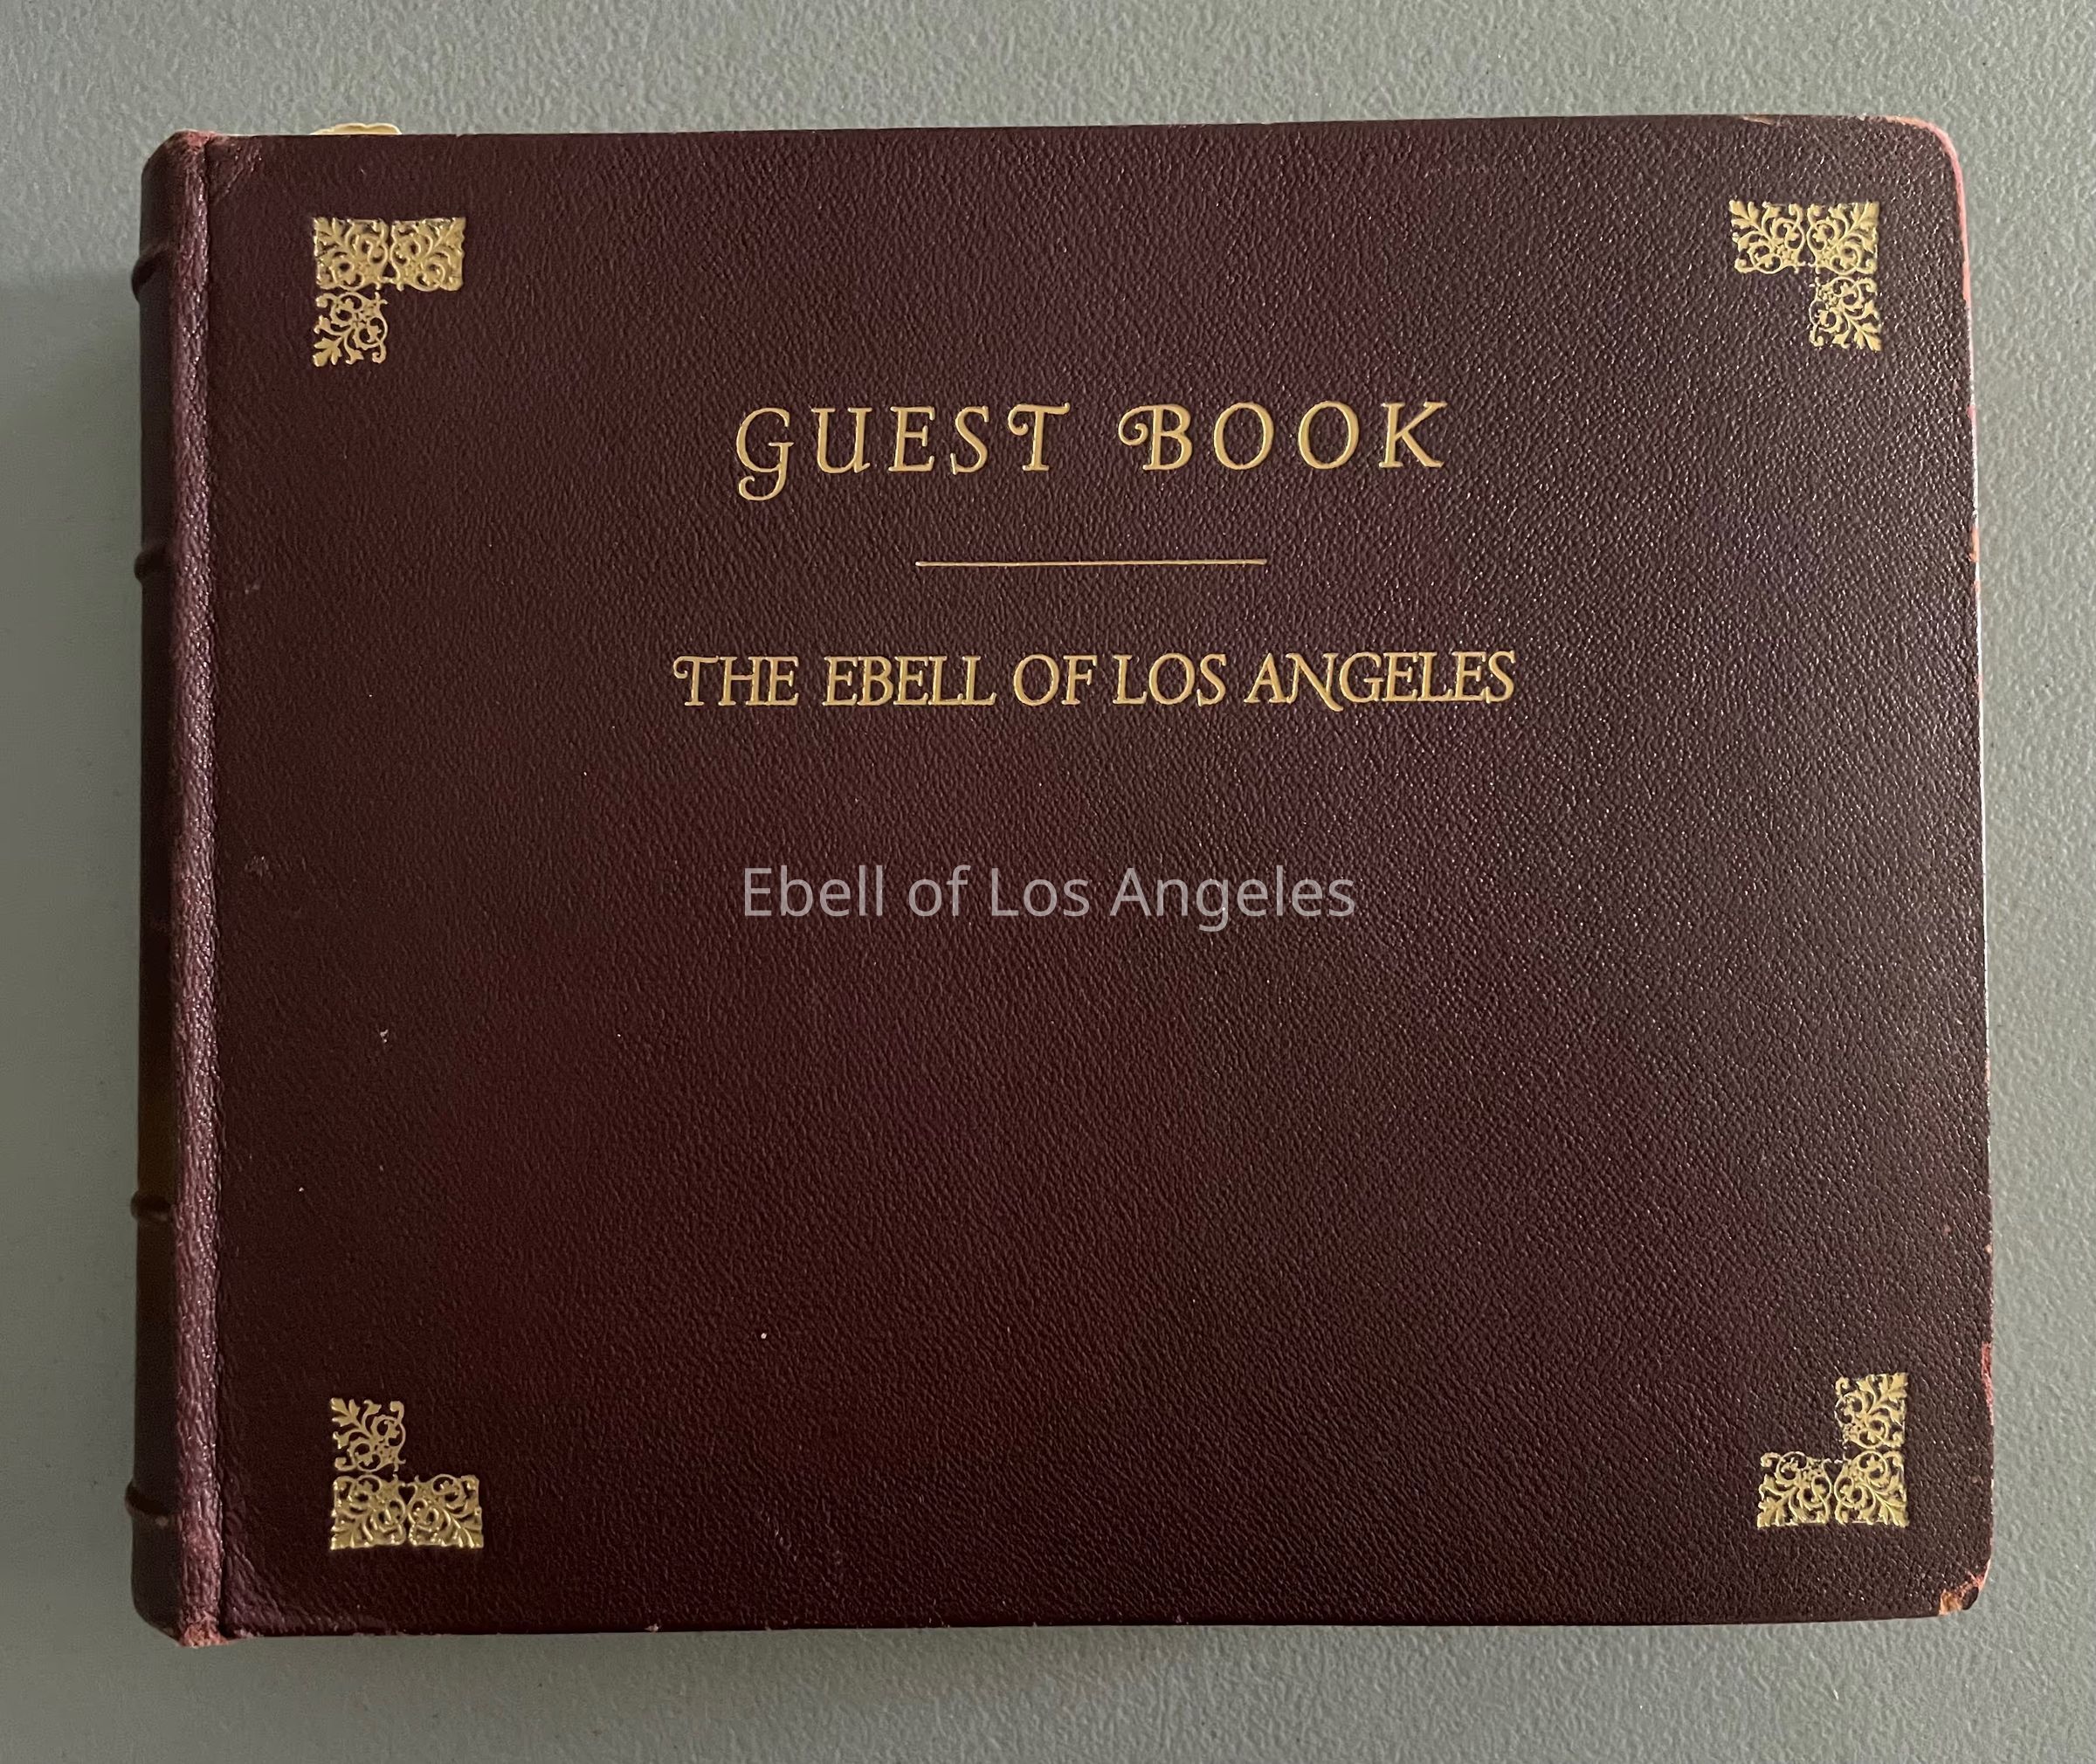 GUEST BOOK
THE EBELL OF LOS ANGELES
Ebell of Los Angeles